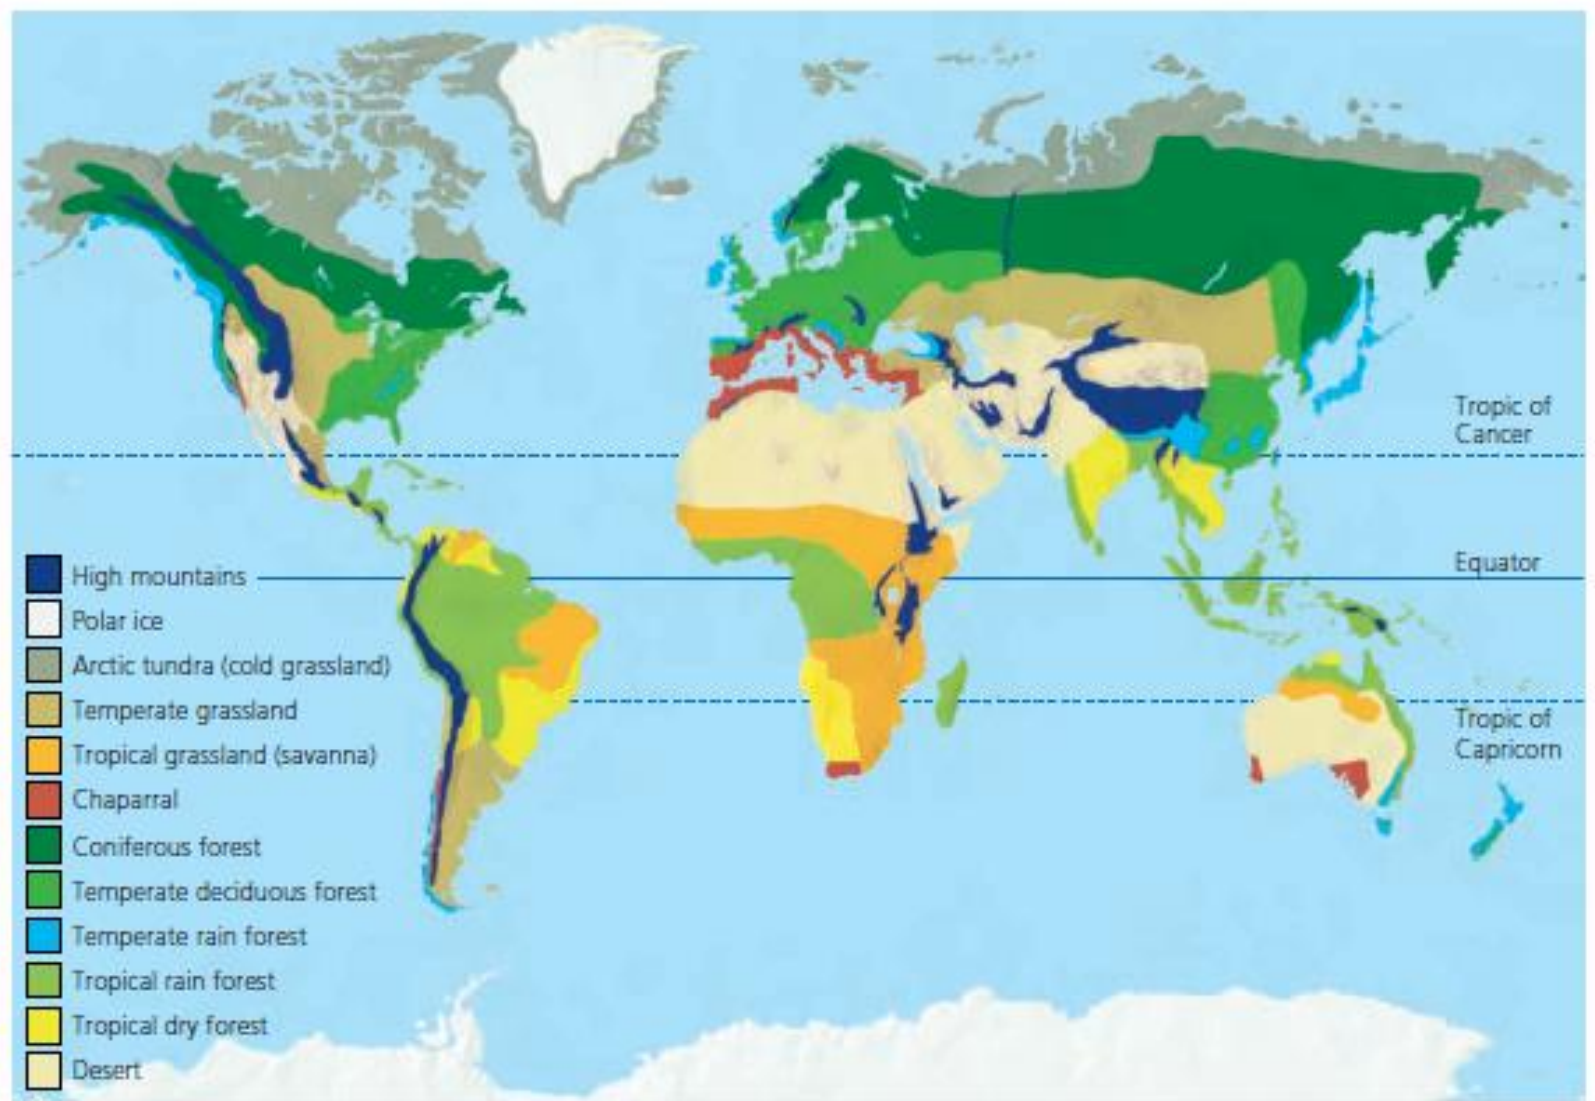 Tropic of
Cancer
Equator
Tropic of
Capricorn
High mountains
Polar ice
Arctic tundra (cold grassland)
Temperate grassland
Tropical grassland (savanna)
Chaparral
Coniferous forest
Temperate deciduous forest
Temperate rain forest
Tropical rain forest
Tropical dry forest
Desert